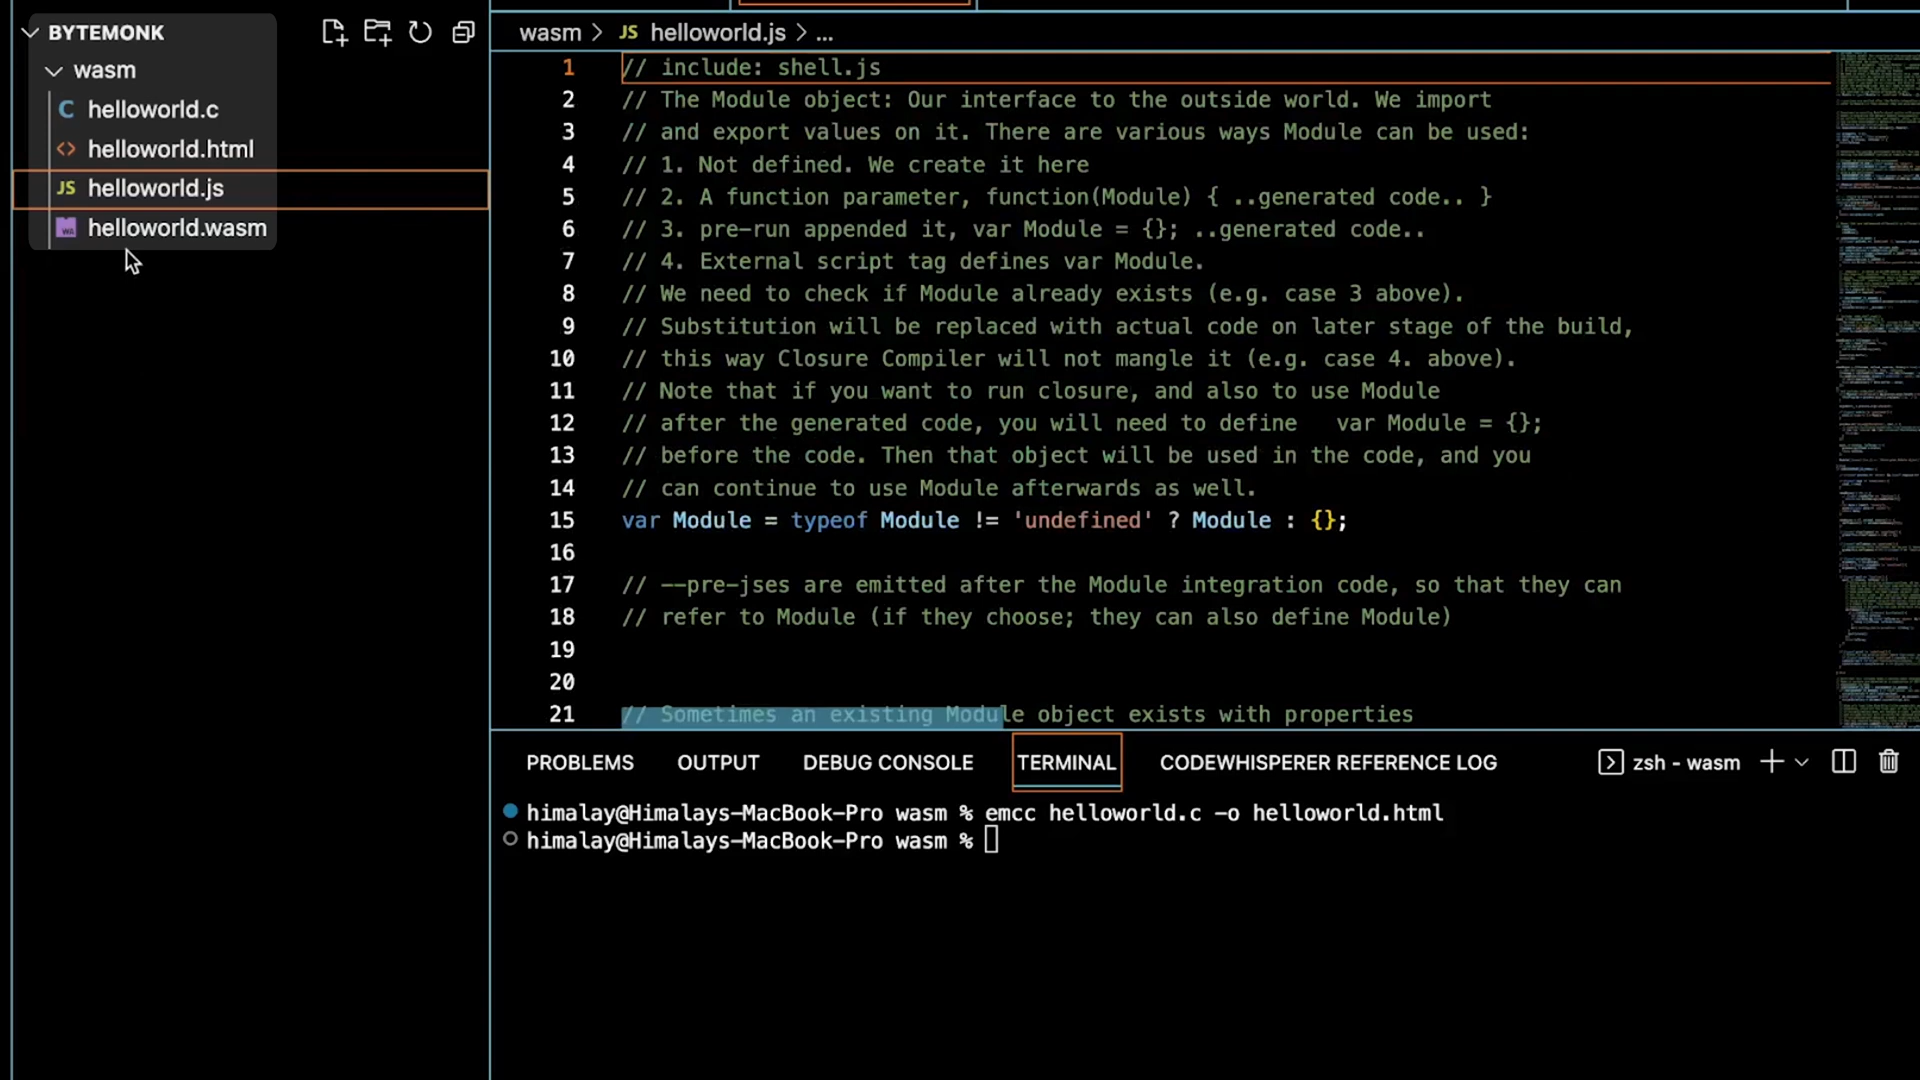 BYTEMONK
wasm
C helloworld.c
<> helloworld.html
JS helloworld.js
WA helloworld.wasm
wasm > JS helloworld.js > ...
1 // include: shell.js
2 // The Module object: Our interface to the outside world. We import
3 // and export values on it. There are various ways Module can be used:
4 // 1. Not defined. We create it here
5 // 2. A function parameter, function(Module) { ..generated code.. }
6 // 3. pre-run appended it, var Module = {}; ..generated code..
7 // 4. External script tag defines var Module.
8 // We need to check if Module already exists (e.g. case 3 above).
9 // Substitution will be replaced with actual code on later stage of the build,
10 // this way Closure Compiler will not mangle it (e.g. case 4. above).
11 // Note that if you want to run closure, and also to use Module
12 // after the generated code, you will need to define   var Module = {};
13 // before the code. Then that object will be used in the code, and you
14 // can continue to use Module afterwards as well.
15 var Module = typeof Module != 'undefined' ? Module : {};
16
17 // --pre-jses are emitted after the Module integration code, so that they can
18 // refer to Module (if they choose; they can also define Module)
19
20
21 // Sometimes an existing Module object exists with properties
PROBLEMS OUTPUT DEBUG CONSOLE TERMINAL CODEWHISPERER REFERENCE LOG zsh - wasm
himalay@Himalays-MacBook-Pro wasm % emcc helloworld.c -o helloworld.html
himalay@Himalays-MacBook-Pro wasm %